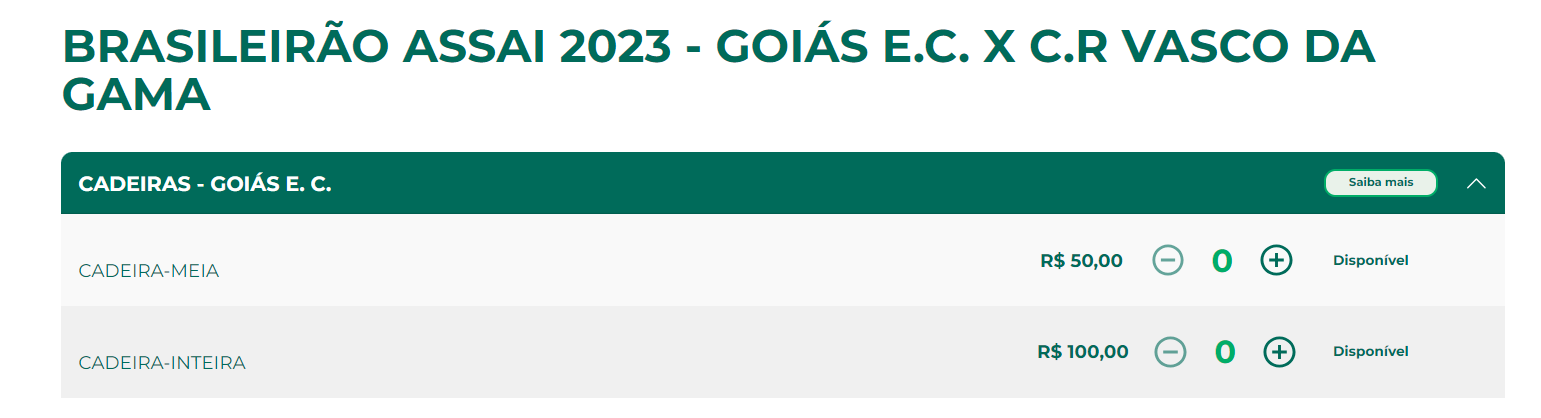 BRASILEIRÃO ASSAI 2023 - GOIÁS E.C. X C.R VASCO DA
GAMA
CADEIRAS - GOIÁS E. C.
Saiba mais
CADEIRA-MEIA
R$ 50,00
0
Disponível
CADEIRA-INTEIRA
R$ 100,00
0
Disponível